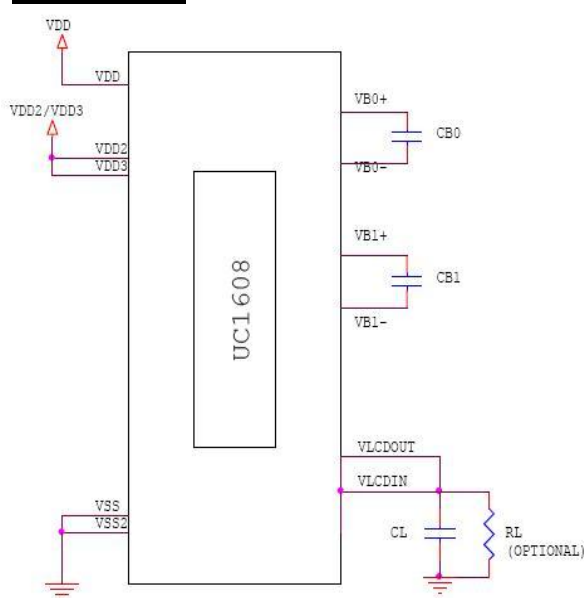 VDD
VDD
VDD2/VDD3
VDD2
VDD3
VSS
VSS2
UC1608
VB0+
CB0
VB0-
VB1+
CB1
VB1-
VLCDOUT
VLCDIN
CL
RL
(OPTIONAL)